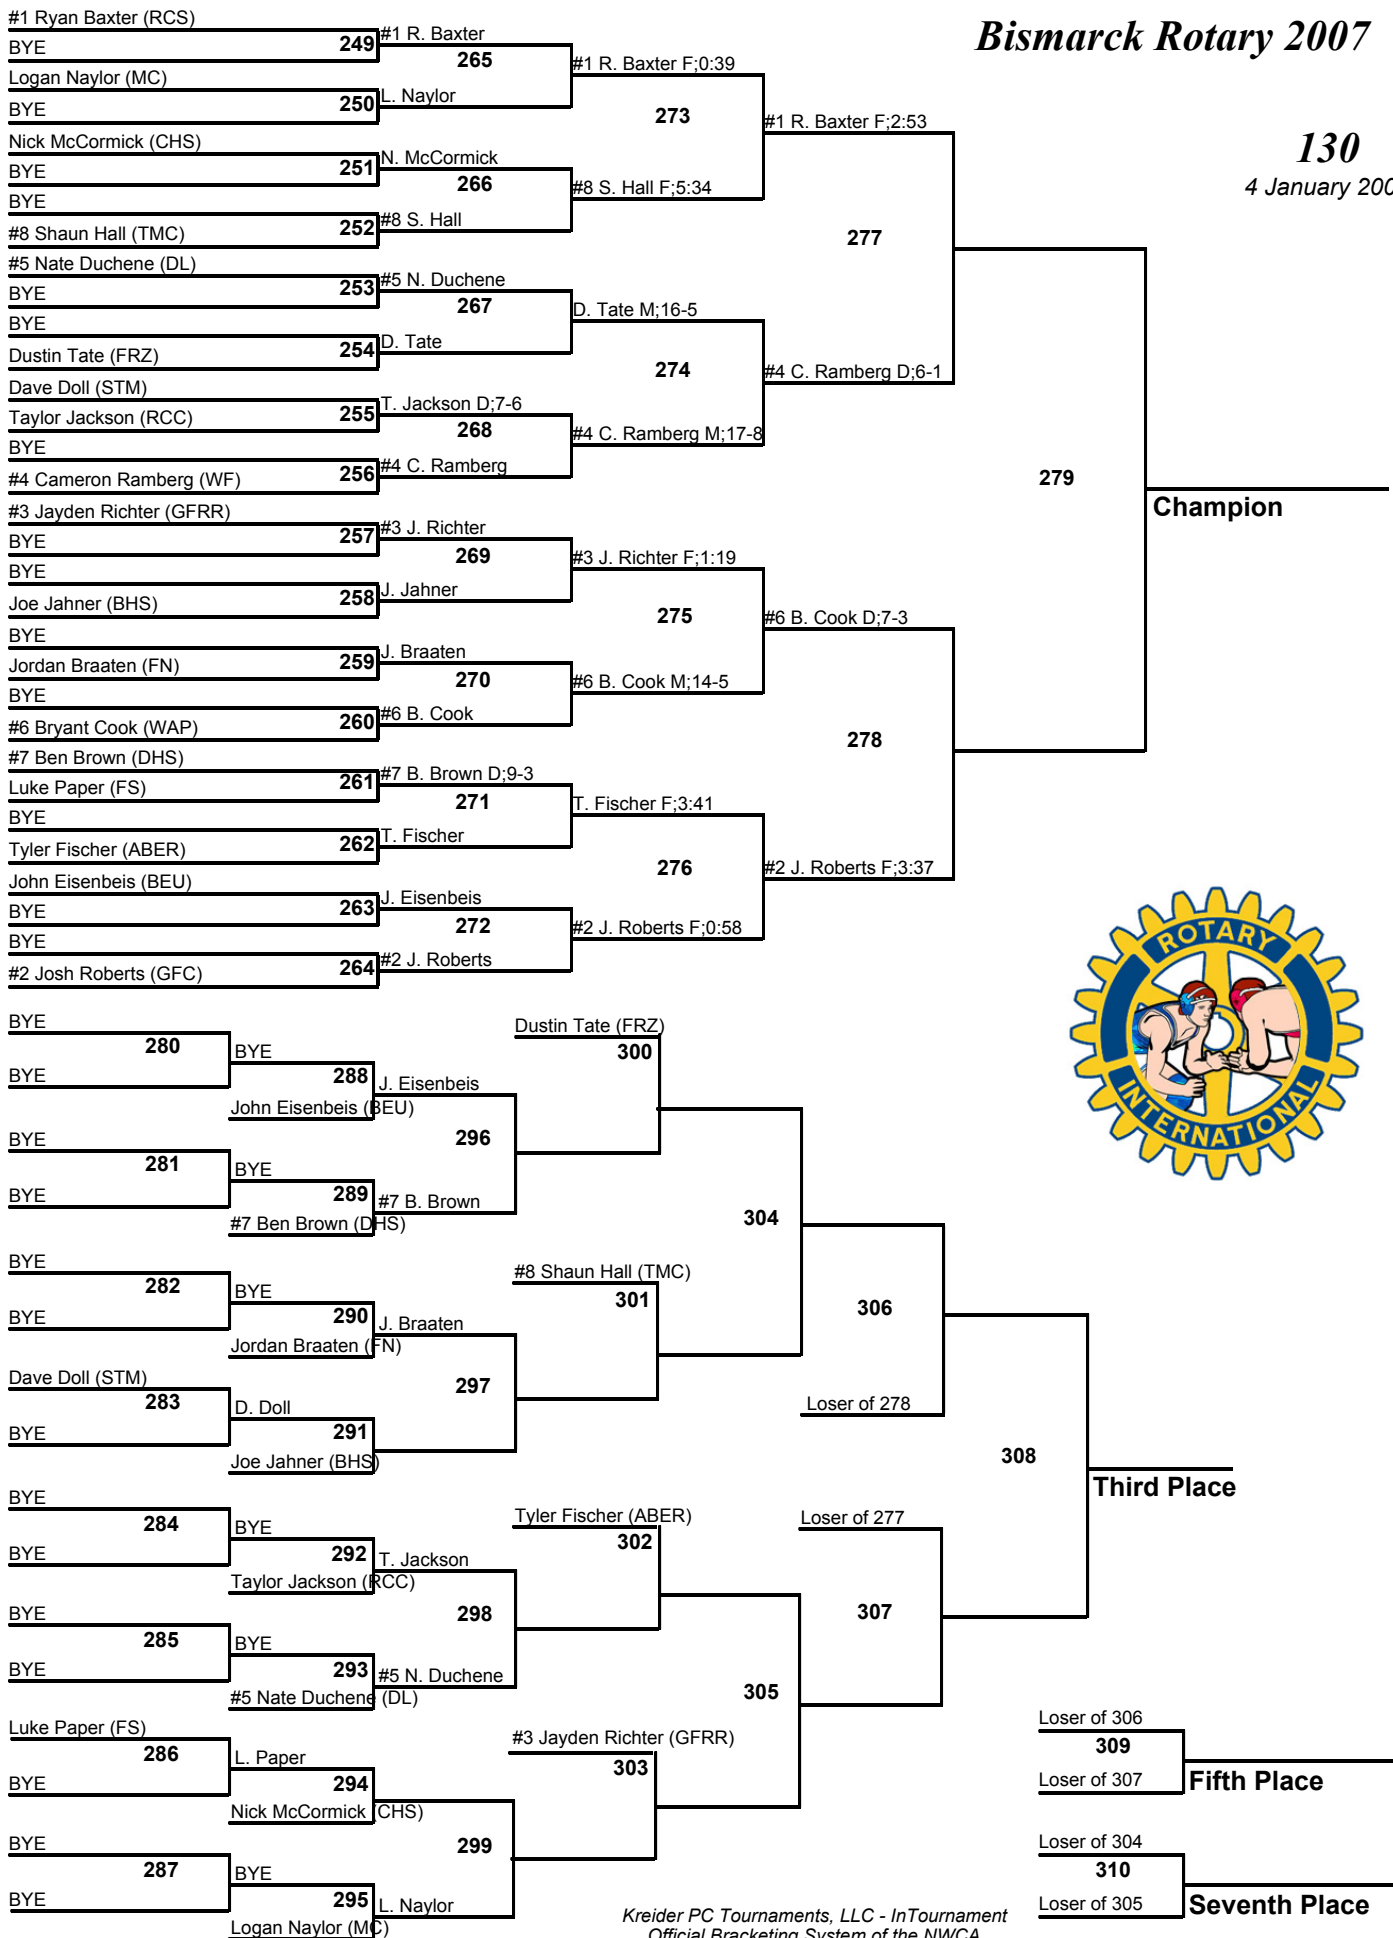 Bismarck Rotary 2007
130
4 January 200
#1 Ryan Baxter (RCS)
BYE
249
Logan Naylor (MC)
BYE
250
Nick McCormick (CHS)
BYE
251
BYE
#8 Shaun Hall (TMC)
252
#5 Nate Duchene (DL)
BYE
253
BYE
Dustin Tate (FRZ)
254
Dave Doll (STM)
Taylor Jackson (RCC)
255
BYE
#4 Cameron Ramberg (WF)
256
#3 Jayden Richter (GFRR)
BYE
257
BYE
Joe Jahner (BHS)
258
BYE
Jordan Braaten (FN)
259
BYE
#6 Bryant Cook (WAP)
260
#7 Ben Brown (DHS)
Luke Paper (FS)
261
BYE
Tyler Fischer (ABER)
262
John Eisenbeis (BEU)
BYE
263
BYE
#2 Josh Roberts (GFC)
264
#1 R. Baxter
265
L. Naylor
N. McCormick
266
#8 S. Hall
#5 N. Duchene
267
D. Tate
T. Jackson D;7-6
268
#4 C. Ramberg
#3 J. Richter
269
J. Jahner
J. Braaten
270
#6 B. Cook
#7 B. Brown D;9-3
271
T. Fischer
J. Eisenbeis
272
#2 J. Roberts
#1 R. Baxter F;0:39
273
#8 S. Hall F;5:34
D. Tate M;16-5
274
#4 C. Ramberg M;17-8
#3 J. Richter F;1:19
275
#6 B. Cook M;14-5
T. Fischer F;3:41
276
#2 J. Roberts F;0:58
#1 R. Baxter F;2:53
277
#4 C. Ramberg D;6-1
#6 B. Cook D;7-3
278
#2 J. Roberts F;3:37
279
Champion
ROTARY
INTERNATIONAL
BYE
280
BYE
BYE
281
BYE
BYE
282
BYE
Dave Doll (STM)
283
BYE
BYE
284
BYE
BYE
285
BYE
Luke Paper (FS)
286
BYE
BYE
287
BYE
BYE
288
John Eisenbeis (BEU)
BYE
289
#7 Ben Brown (DHS)
BYE
290
Jordan Braaten (FN)
D. Doll
291
Joe Jahner (BHS)
BYE
292
Taylor Jackson (RCC)
BYE
293
#5 Nate Duchene (DL)
L. Paper
294
Nick McCormick (CHS)
BYE
295
Logan Naylor (MC)
J. Eisenbeis
296
#7 B. Brown
J. Braaten
297
T. Jackson
298
#5 N. Duchene
299
L. Naylor
Dustin Tate (FRZ)
300
#8 Shaun Hall (TMC)
301
Tyler Fischer (ABER)
302
#3 Jayden Richter (GFRR)
303
304
305
306
Loser of 278
Loser of 277
307
308
Third Place
Loser of 306
309
Loser of 307
Fifth Place
Loser of 304
310
Loser of 305
Seventh Place
Kreider PC Tournaments, LLC - InTournament
Official Bracketing System of the NWCA